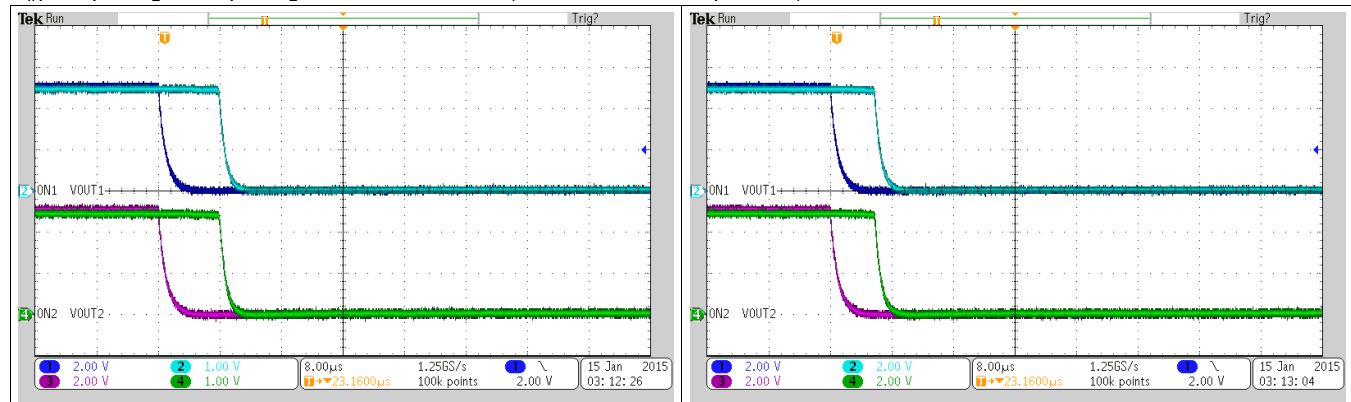 Tek Run Trig?
ON1 VOUT1
ON2 VOUT2
1 2.00 V 2 1.00 V
3 2.00 V 4 1.00 V
8.00µs 1.25GS/s 1 2.00 V
T→▼23.1600µs 100k points
15 Jan 2015
03:12:26
Tek Run Trig?
ON1 VOUT1
ON2 VOUT2
1 2.00 V 2 2.00 V
3 2.00 V 4 2.00 V
8.00µs 1.25GS/s 1 2.00 V
T→▼23.1600µs 100k points
15 Jan 2015
03:13:04